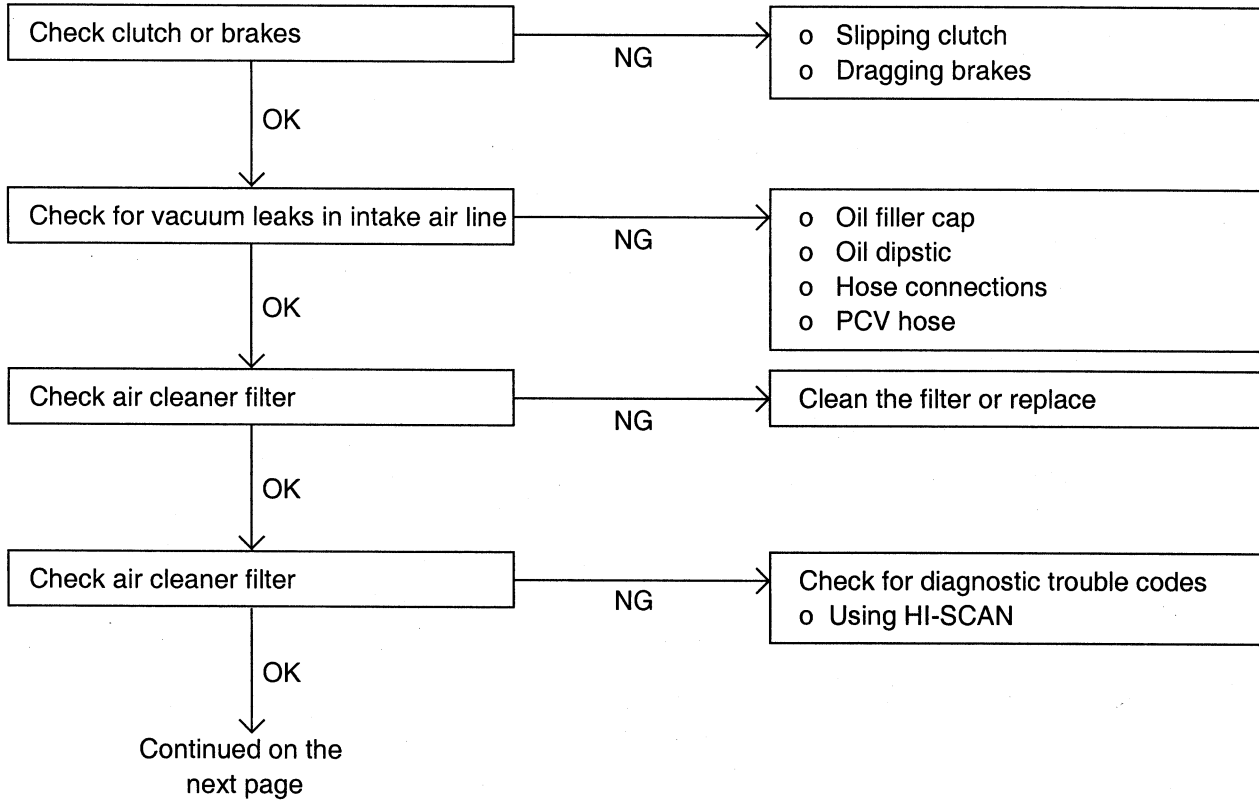 Check clutch or brakes
NG
o Slipping clutch
o Dragging brakes
OK
Check for vacuum leaks in intake air line
NG
o Oil filler cap
o Oil dipstic
o Hose connections
o PCV hose
OK
Check air cleaner filter
NG
Clean the filter or replace
OK
Check air cleaner filter
NG
Check for diagnostic trouble codes
o Using HI-SCAN
OK
Continued on the
next page